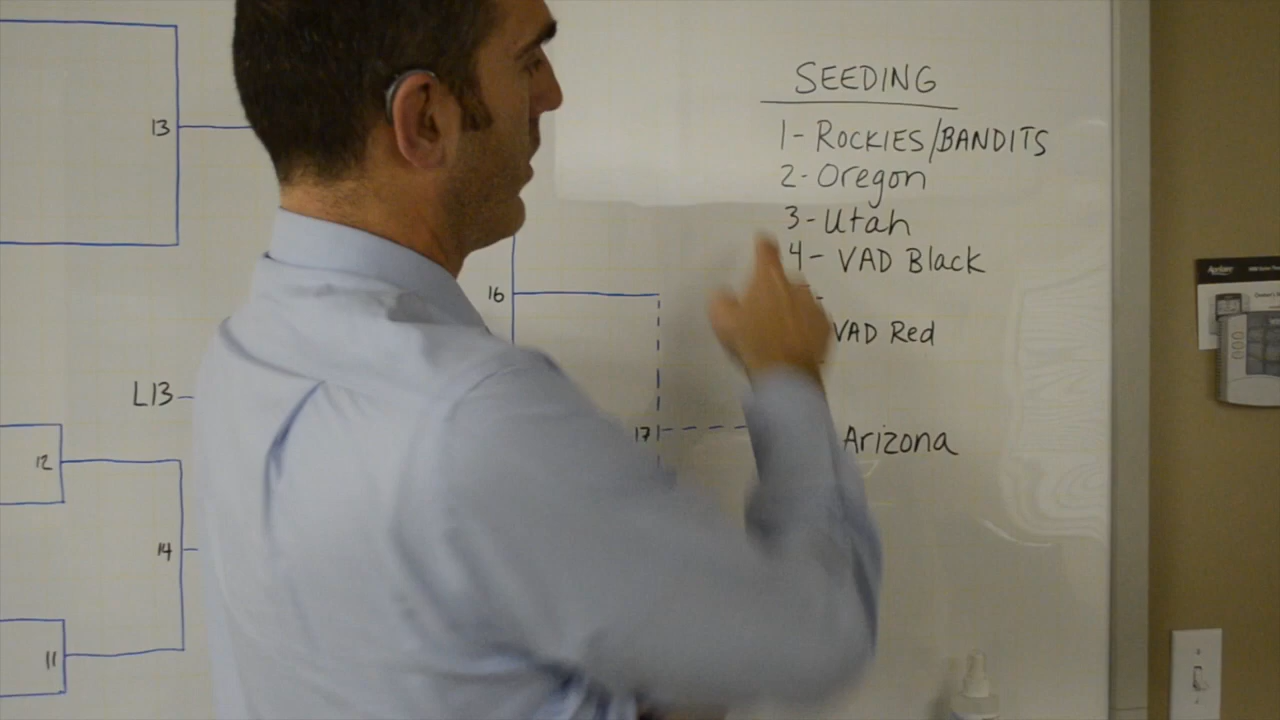 SEEDING
1- ROCKIES/BANDITS
2- Oregon
3- Utah
4- VAD Black
VAD Red
Arizona
13
16
L13
17
12
14
11